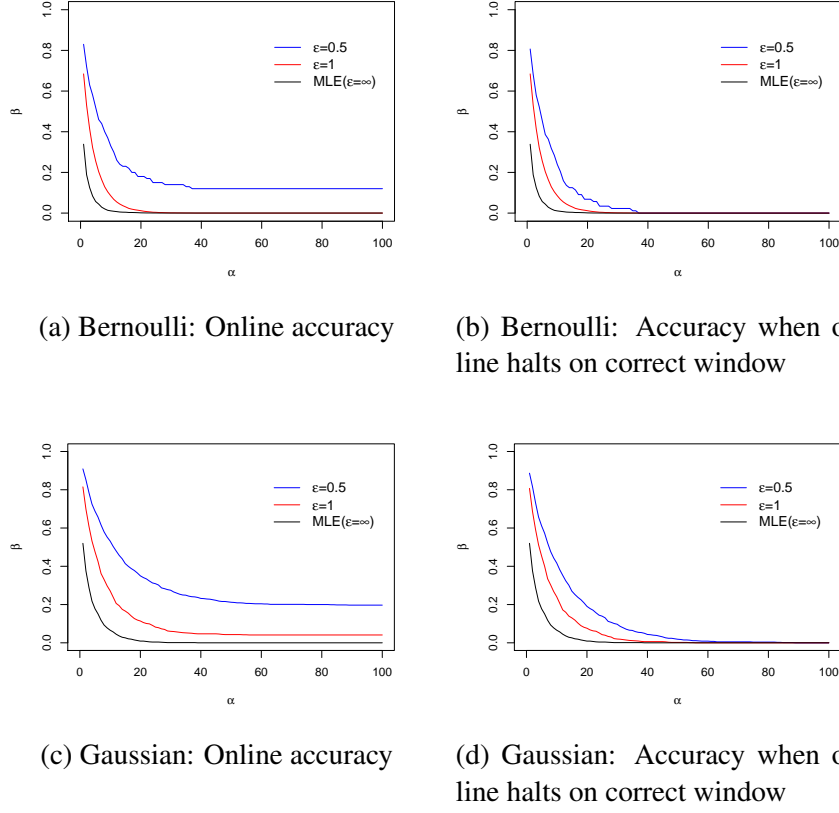 1.0
0.8
0.6
0.4
0.2
0.0
β
ε=0.5
ε=1
MLE(ε=∞)
0 20 40 60 80 100
α
(a) Bernoulli: Online accuracy
1.0
0.8
0.6
0.4
0.2
0.0
β
ε=0.5
ε=1
MLE(ε=∞)
0 20 40 60 80 100
α
(b) Bernoulli: Accuracy when
line halts on correct window
1.0
0.8
0.6
0.4
0.2
0.0
β
ε=0.5
ε=1
MLE(ε=∞)
0 20 40 60 80 100
α
(c) Gaussian: Online accuracy
1.0
0.8
0.6
0.4
0.2
0.0
β
ε=0.5
ε=1
MLE(ε=∞)
0 20 40 60 80 100
α
(d) Gaussian: Accuracy when
line halts on correct window